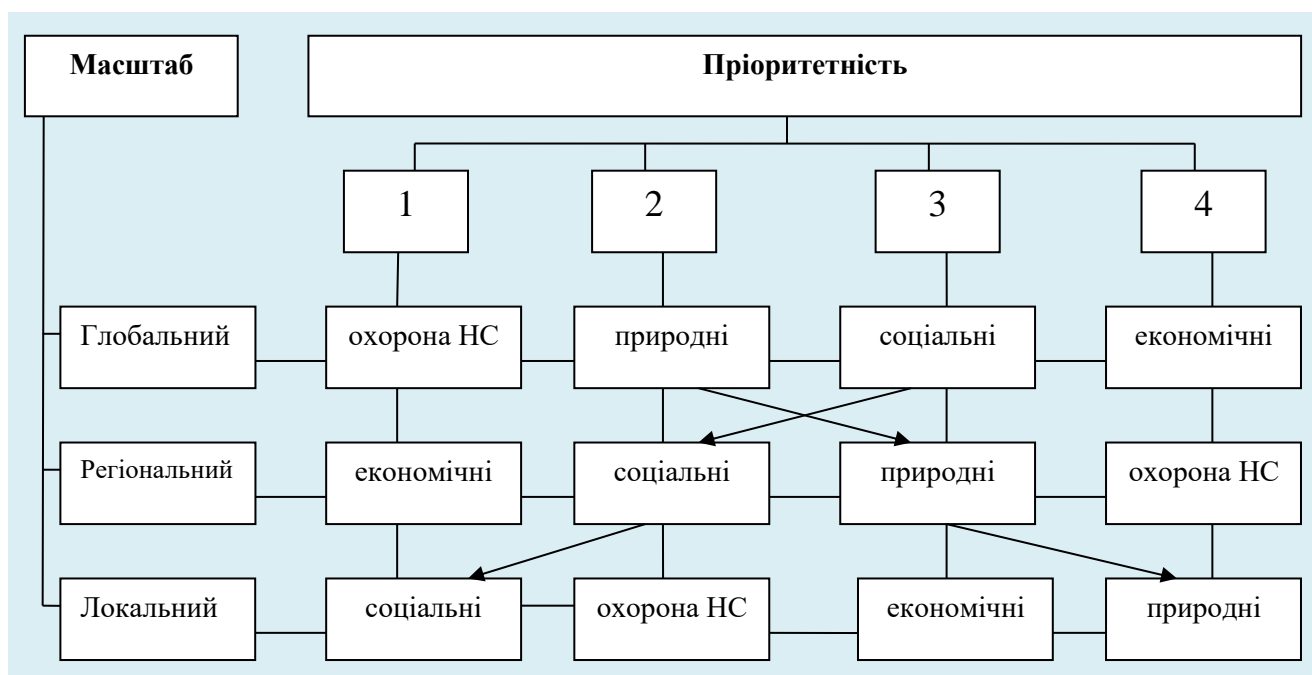 Масштаб
Пріоритетність
1
2
3
4
Глобальний
охорона НС
природні
соціальні
економічні
Регіональний
економічні
соціальні
природні
охорона НС
Локальний
соціальні
охорона НС
економічні
природні